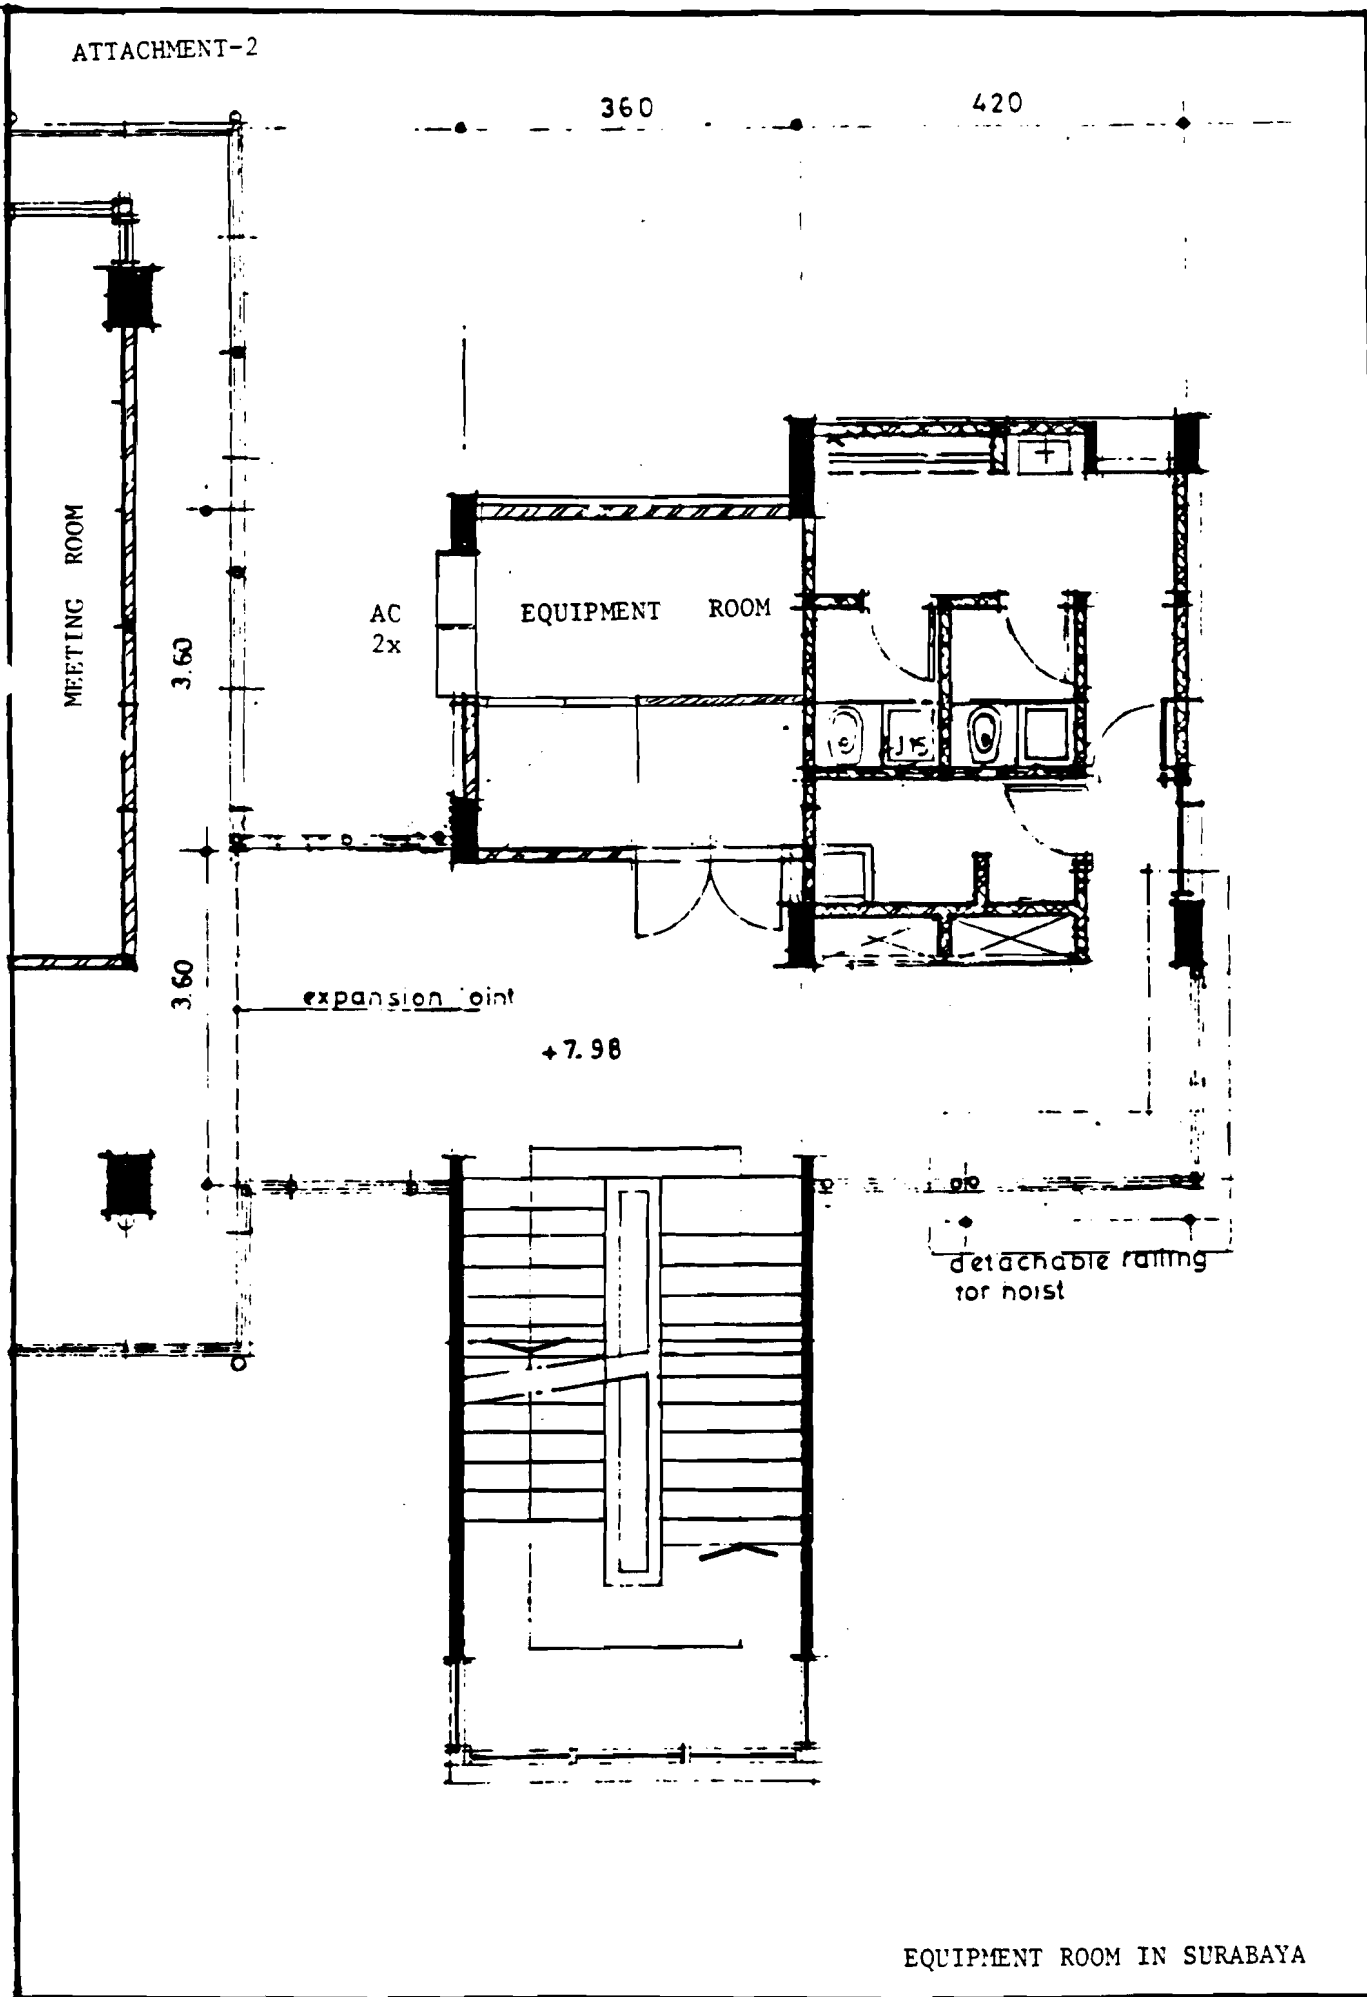 ATTACHMENT-2
360
420
MEETING ROOM
3.60
AC
2x
EQUIPMENT ROOM
3.60
expansion oint
+7.98
detachable railing
for hoist
EQUIPMENT ROOM IN SURABAYA